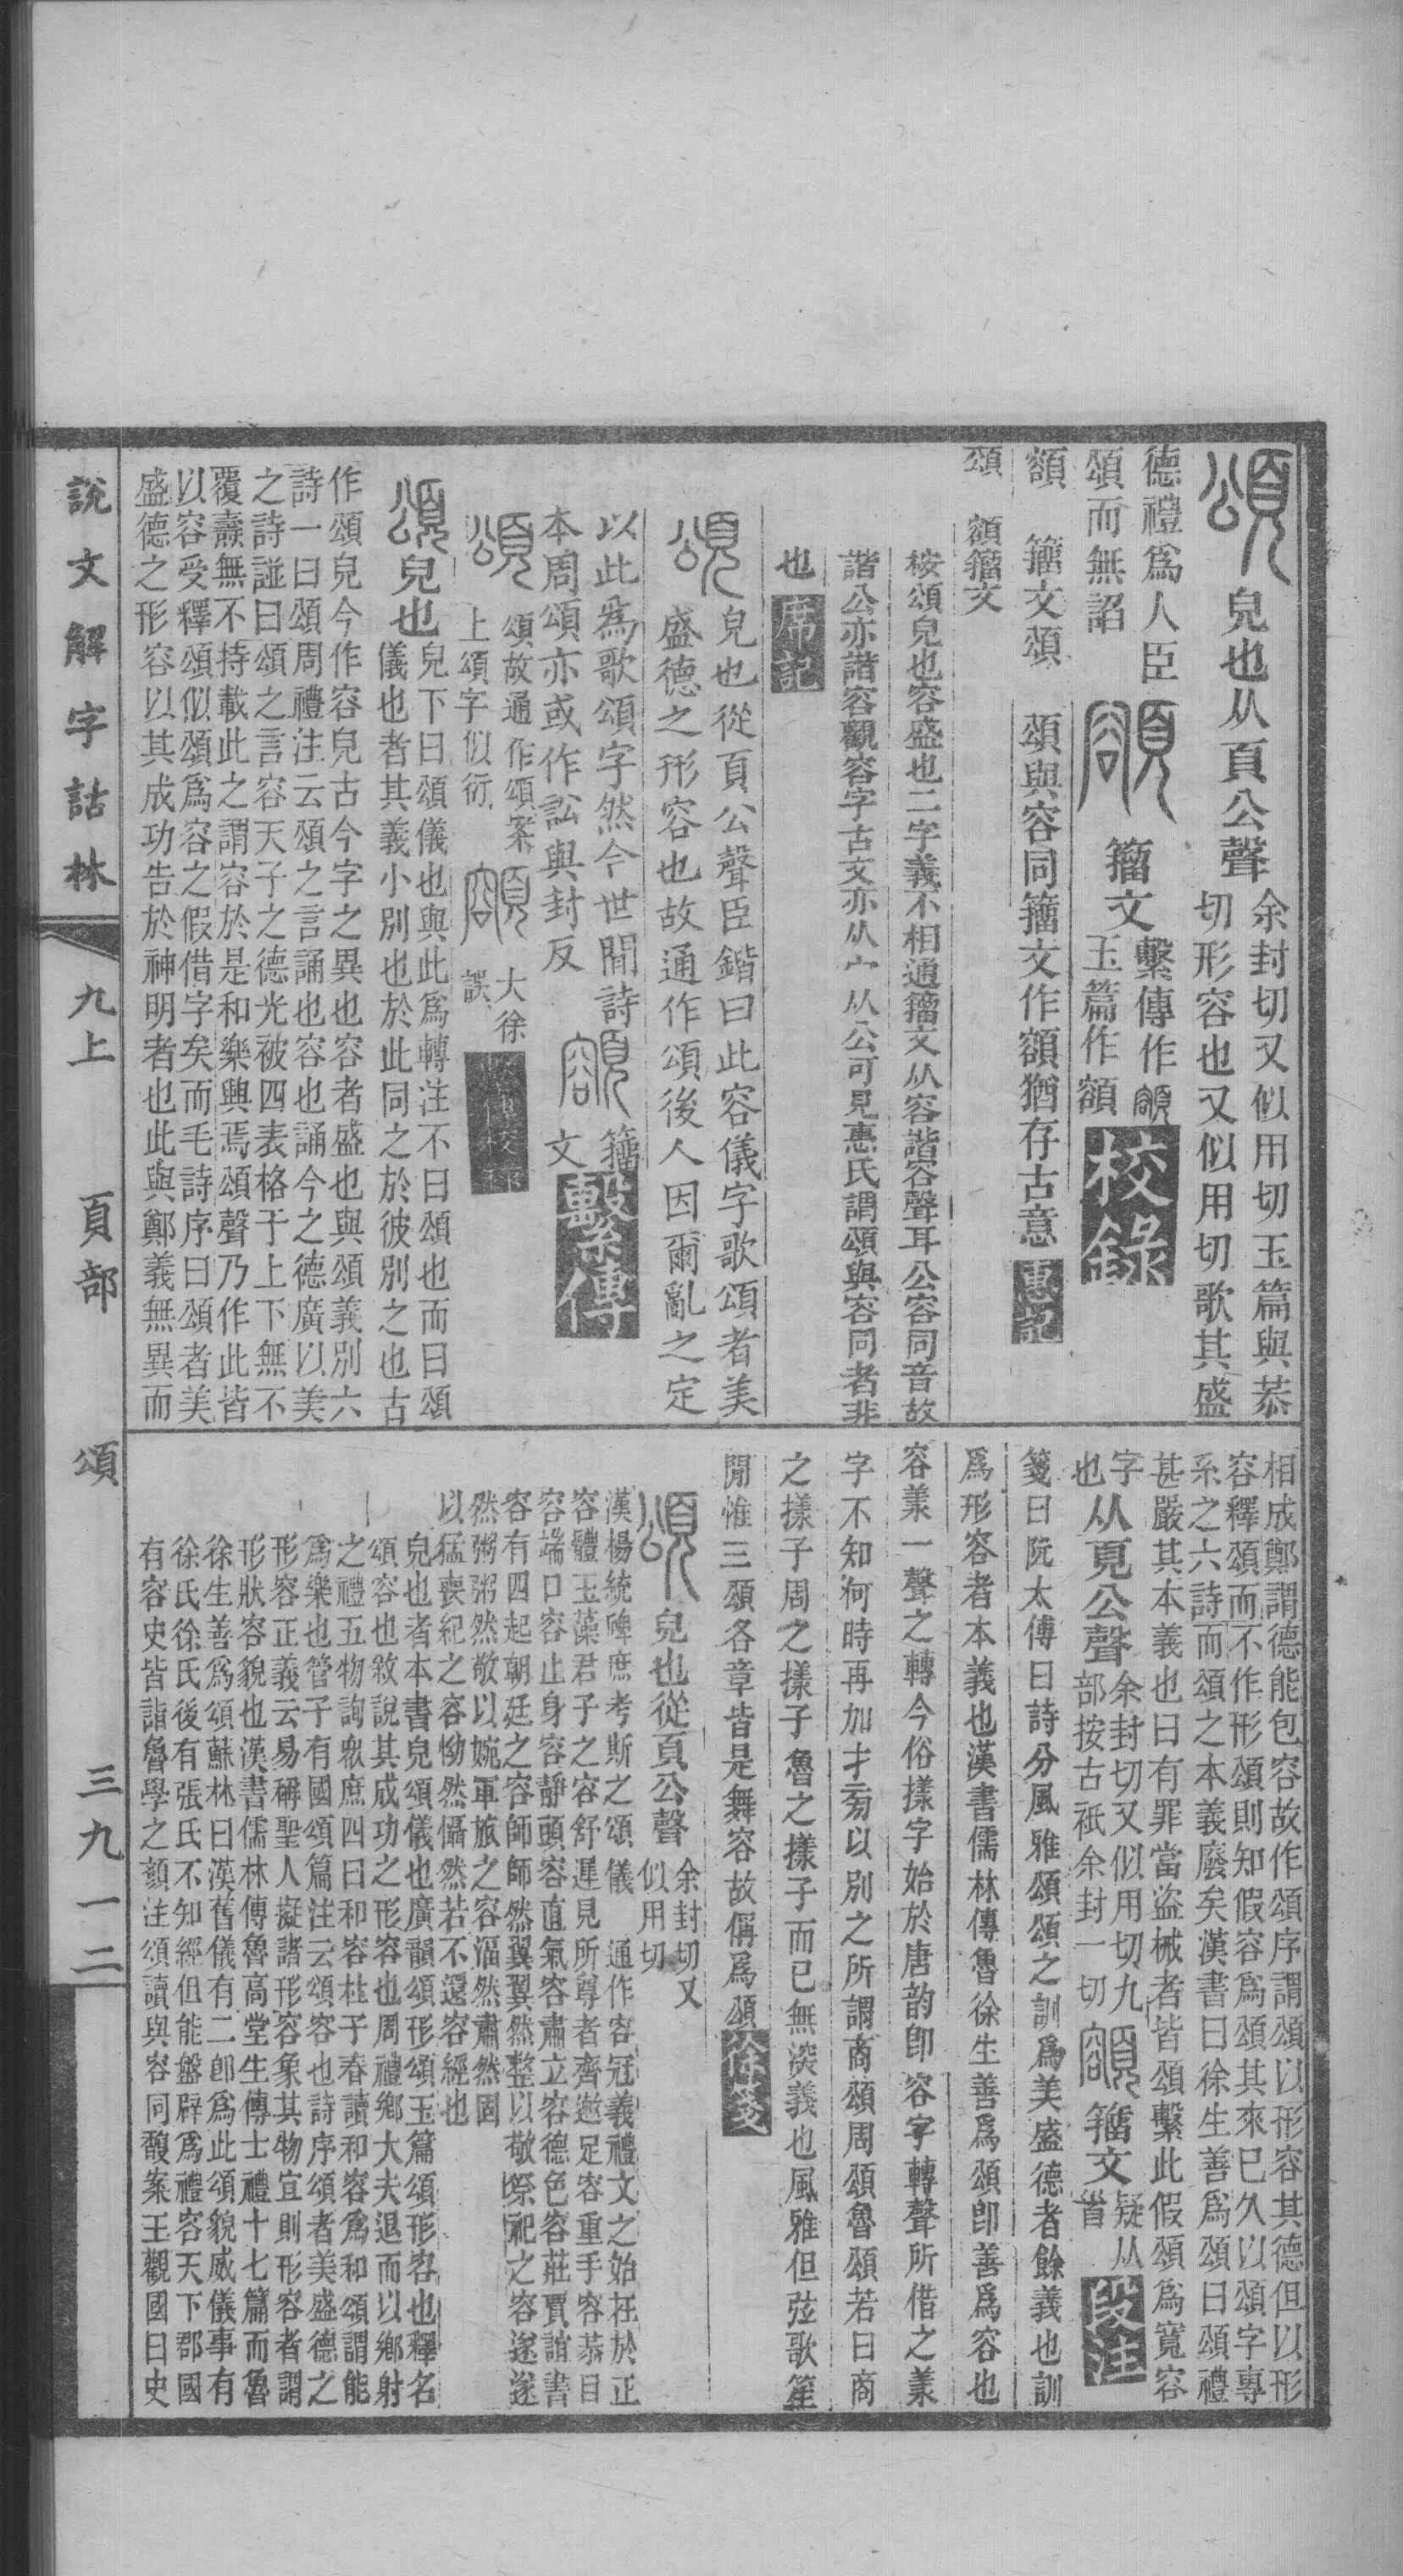 頌 皃也从頁公聲
余封切又似用切玉篇與恭
切形容也又似用切歌其盛
德禮爲人臣
頌而無諂
籀文
繫傳作
玉篇作額
校錄
額 籀文頌 頌與容同籀文作額猶存古意
惠記
頌 額籀文
桉頌皃也容盛也二字義不相通籀文从容諧容聲耳公容同音故
諧公亦諧容觀容字古文亦从宀从公可見惠氏謂頌與容同者非
也
席記
頌 皃也從頁公聲臣鍇曰此容儀字歌頌者美
盛德之形容也故通作頌後人因爾亂之定
以此爲歌頌字然今世間詩
本周頌亦或作訟與封反
籀
文
繫傳
頌 頌故通作頌案
上頌字似衍
大徐
誤
頌皃也
皃下曰頌儀也與此爲轉注不曰頌也而曰頌
儀也者其義小別也於此同之於彼別之也古
作頌皃今作容皃古今字之異也容者盛也與頌義別六
詩一曰頌周禮注云頌之言誦也容也誦今之德廣以美
之詩譜曰頌之言容天子之德光被四表格于上下無不
覆燾無不持載此之謂容於是和樂興焉頌聲乃作此皆
以容受釋頌似頌爲容之假借字矣而毛詩序曰頌者美
盛德之形容以其成功告於神明者也此與鄭義無異而
相成鄭謂德能包容故作頌序謂頌以形容其德但以形
容釋頌而不作形頌則知假容爲頌其來已久以頌字專
系之六詩而頌之本義廢矣漢書曰徐生善爲頌曰頌禮
甚嚴其本義也曰有罪當盜械者皆頌繫此假頌爲寬容
字
也
从頁公聲
余封切又似用切九
部按古祇余封一切
籀文
疑从
段注
箋曰阮太傅曰詩分風雅頌頌之訓爲美盛德者餘義也訓
爲形容者本義也漢書儒林傳魯徐生善爲頌卽善爲容也
容羕一聲之轉今俗㨾字始於唐韵卽容字轉聲所借之羕
字不知何時再加才旁以別之所謂商頌周頌魯頌若曰商
之㨾子周之㨾子魯之㨾子而已無深義也風雅但弦歌笙
閒惟三頌各章皆是舞容故偁爲頌
徐箋
頌 皃也從頁公聲
余封切又
似用切
漢楊統碑庶考斯之頌儀 通作容冠義禮文之始在於正
容體玉藻君子之容舒遲見所尊者齊遬足容重手容恭目
容端口容止身容靜頭容直氣容肅立容德色容莊賈誼書
容有四起朝廷之容師師然翼翼然整以敬祭祀之容遂遂
然粥粥然敬以婉軍旅之容湢然肅然固
以猛喪紀之容㤿然懾然若不還容經也
皃也者本書皃頌儀也廣韻頌形頌玉篇頌形容也釋名
頌容也敘說其成功之形容也周禮鄉大夫退而以鄉射
之禮五物詢眾庶四曰和容杜子春讀和容爲和頌謂能
爲樂也管子有國頌篇注云頌容也詩序頌者美盛德之
形容正義云易稱聖人擬諸形容象其物宜則形容者謂
形狀容貌也漢書儒林傳魯高堂生傳士禮十七篇而魯
徐生善爲頌蘇林曰漢舊儀有二郎爲此頌貌威儀事有
徐氏徐氏後有張氏不知經但能盤辟爲禮容天下郡國
有容史皆詣魯學之顏注頌讀與容同馥案王觀國曰史
說文解字詁林 九上 頁部 頌 三九一二